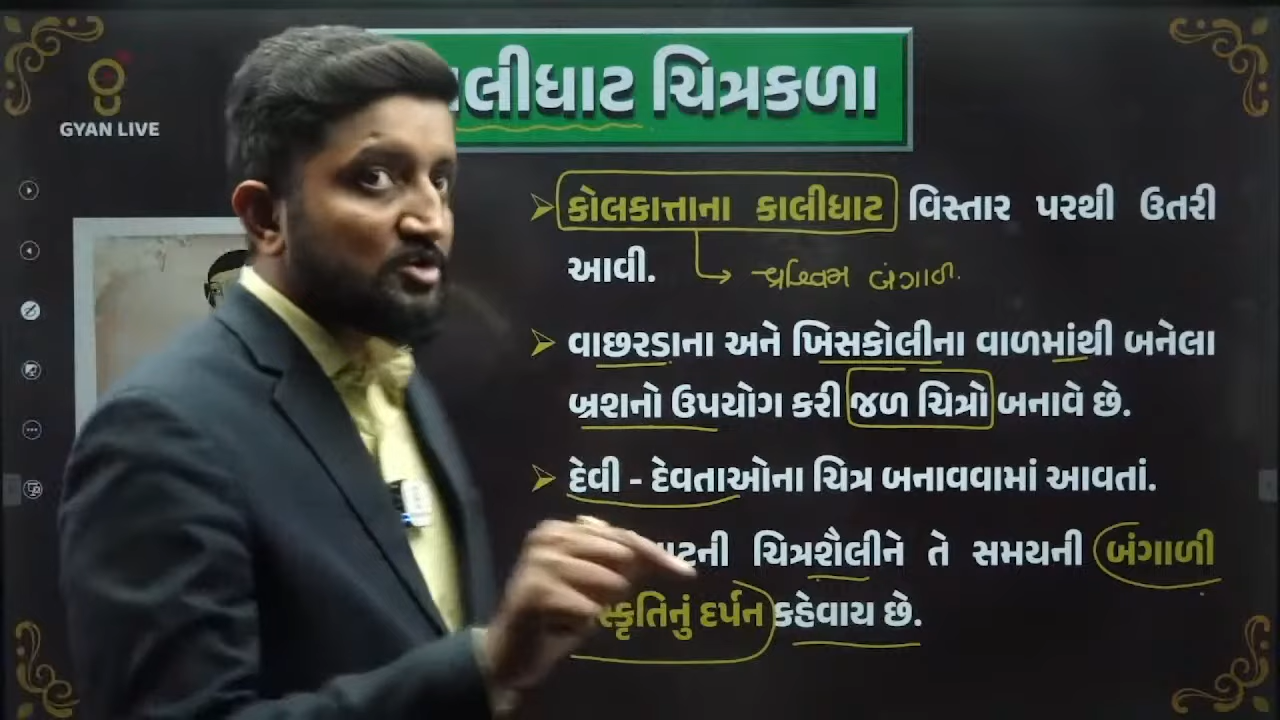 GYAN LIVE
ચિત્રકળા
કોલકાત્તાના કાલીઘાટ વિસ્તાર પરથી ઉતરી
આવી.
બંગાળ.
વાછરડાના અને ખિસકોલીના વાળમાંથી બનેલા
બ્રશનો ઉપયોગ કરી જળ ચિત્રો બનાવે છે.
દેવી - દેવતાઓના ચિત્ર બનાવવામાં આવતાં.
ચિત્રશૈલીને તે સમયની બંગાળી
દર્પન કહેવાય છે.